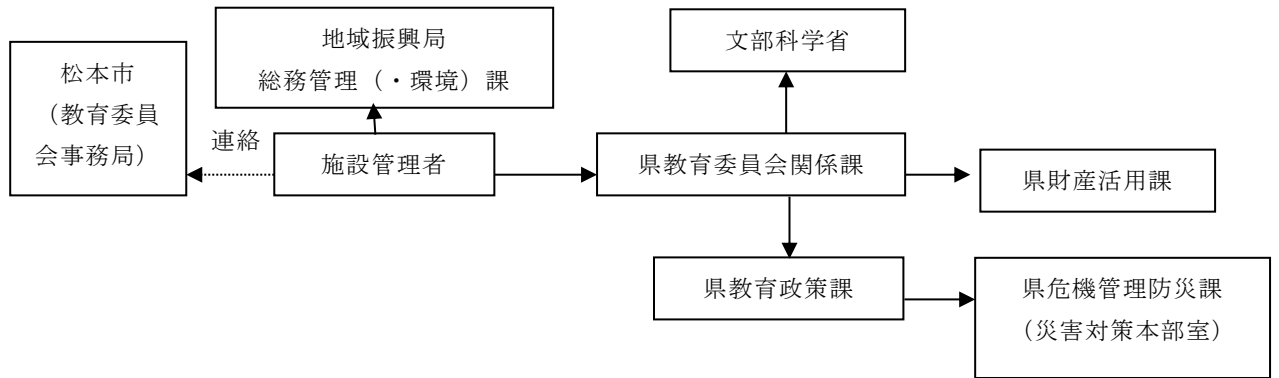 地域振興局
総務管理（・環境）課
文部科学省
松本市
（教育委員
会事務局）
連絡
施設管理者
県教育委員会関係課
県財産活用課
県教育政策課
県危機管理防災課
（災害対策本部室）